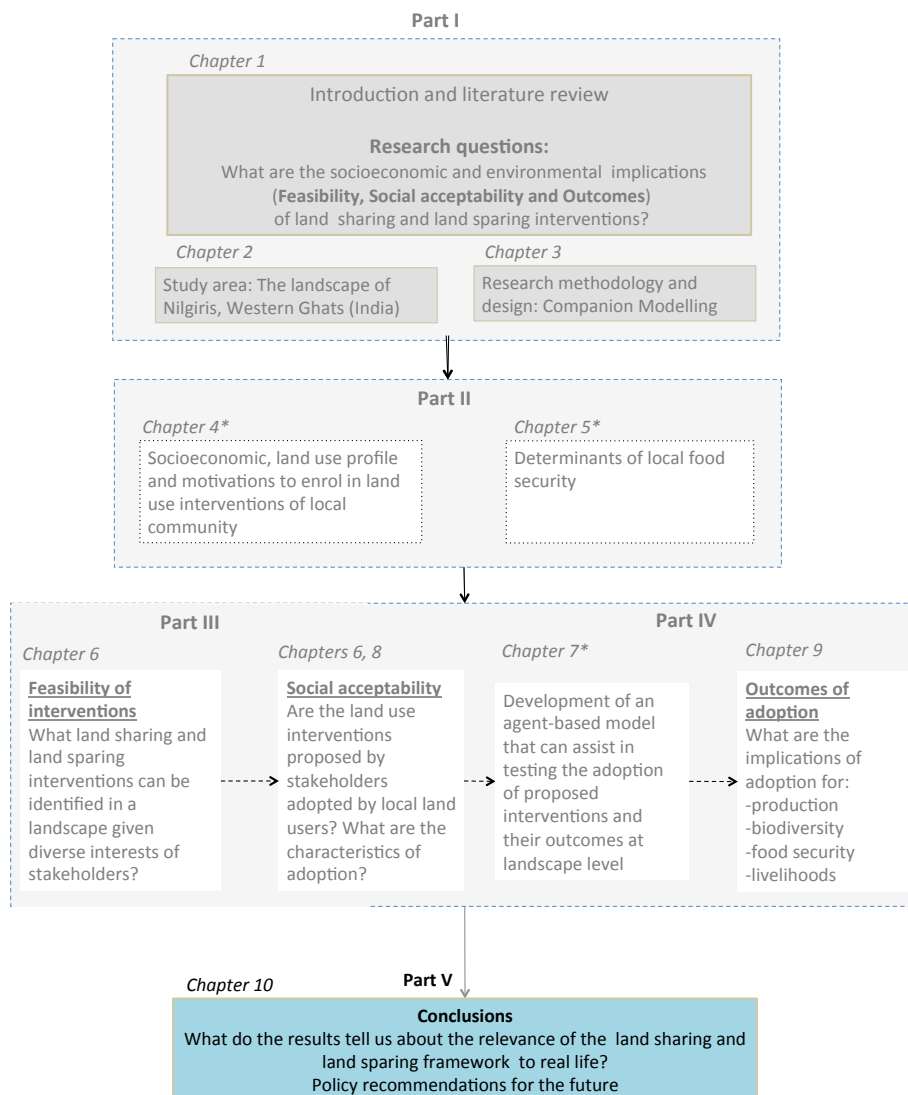 Part I
Chapter 1
Introduction and literature review
Research questions:
What are the socioeconomic and environmental implications
(Feasibility, Social acceptability and Outcomes)
of land sharing and land sparing interventions?
Chapter 2
Study area: The landscape of
Nilgiris, Western Ghats (India)
Chapter 3
Research methodology and
design: Companion Modelling
Part II
Chapter 4*
Socioeconomic, land use profile
and motivations to enrol in land
use interventions of local
community
Chapter 5*
Determinants of local food
security
Part III
Chapter 6
Feasibility of
interventions
What land sharing and
land sparing
interventions can be
identified in a
landscape given
diverse interests of
stakeholders?
Chapters 6, 8
Social acceptability
Are the land use
interventions
proposed by
stakeholders
adopted by local land
users? What are the
characteristics of
adoption?
Part IV
Chapter 7*
Development of an
agent-based model
that can assist in
testing the adoption
of proposed
interventions and
their outcomes at
landscape level
Chapter 9
Outcomes of
adoption
What are the
implications of
adoption for:
-production
-biodiversity
-food security
-livelihoods
Part V
Chapter 10
Conclusions
What do the results tell us about the relevance of the land sharing and
land sparing framework to real life?
Policy recommendations for the future